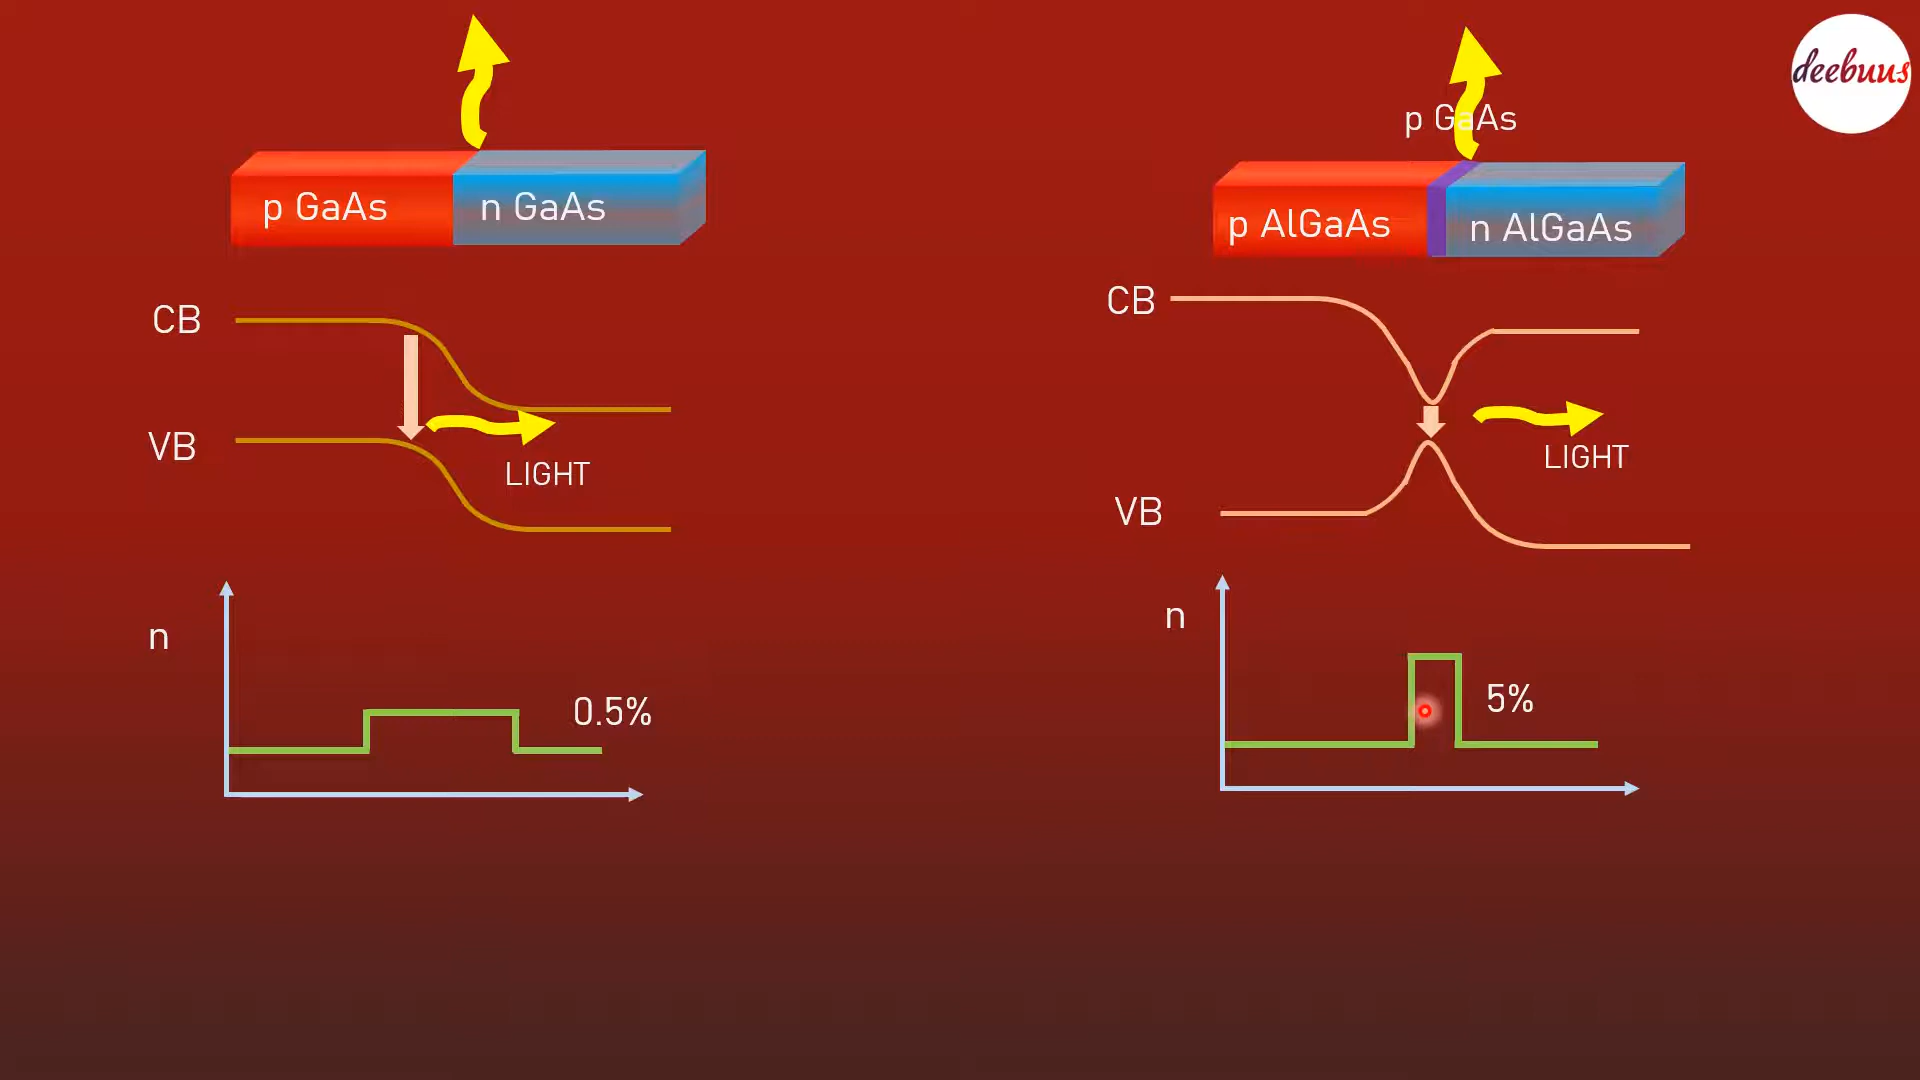 deebuus
p GaAs
n GaAs
CB
VB
LIGHT
n
0.5%
p GaAs
p AlGaAs
n AlGaAs
CB
VB
LIGHT
n
5%